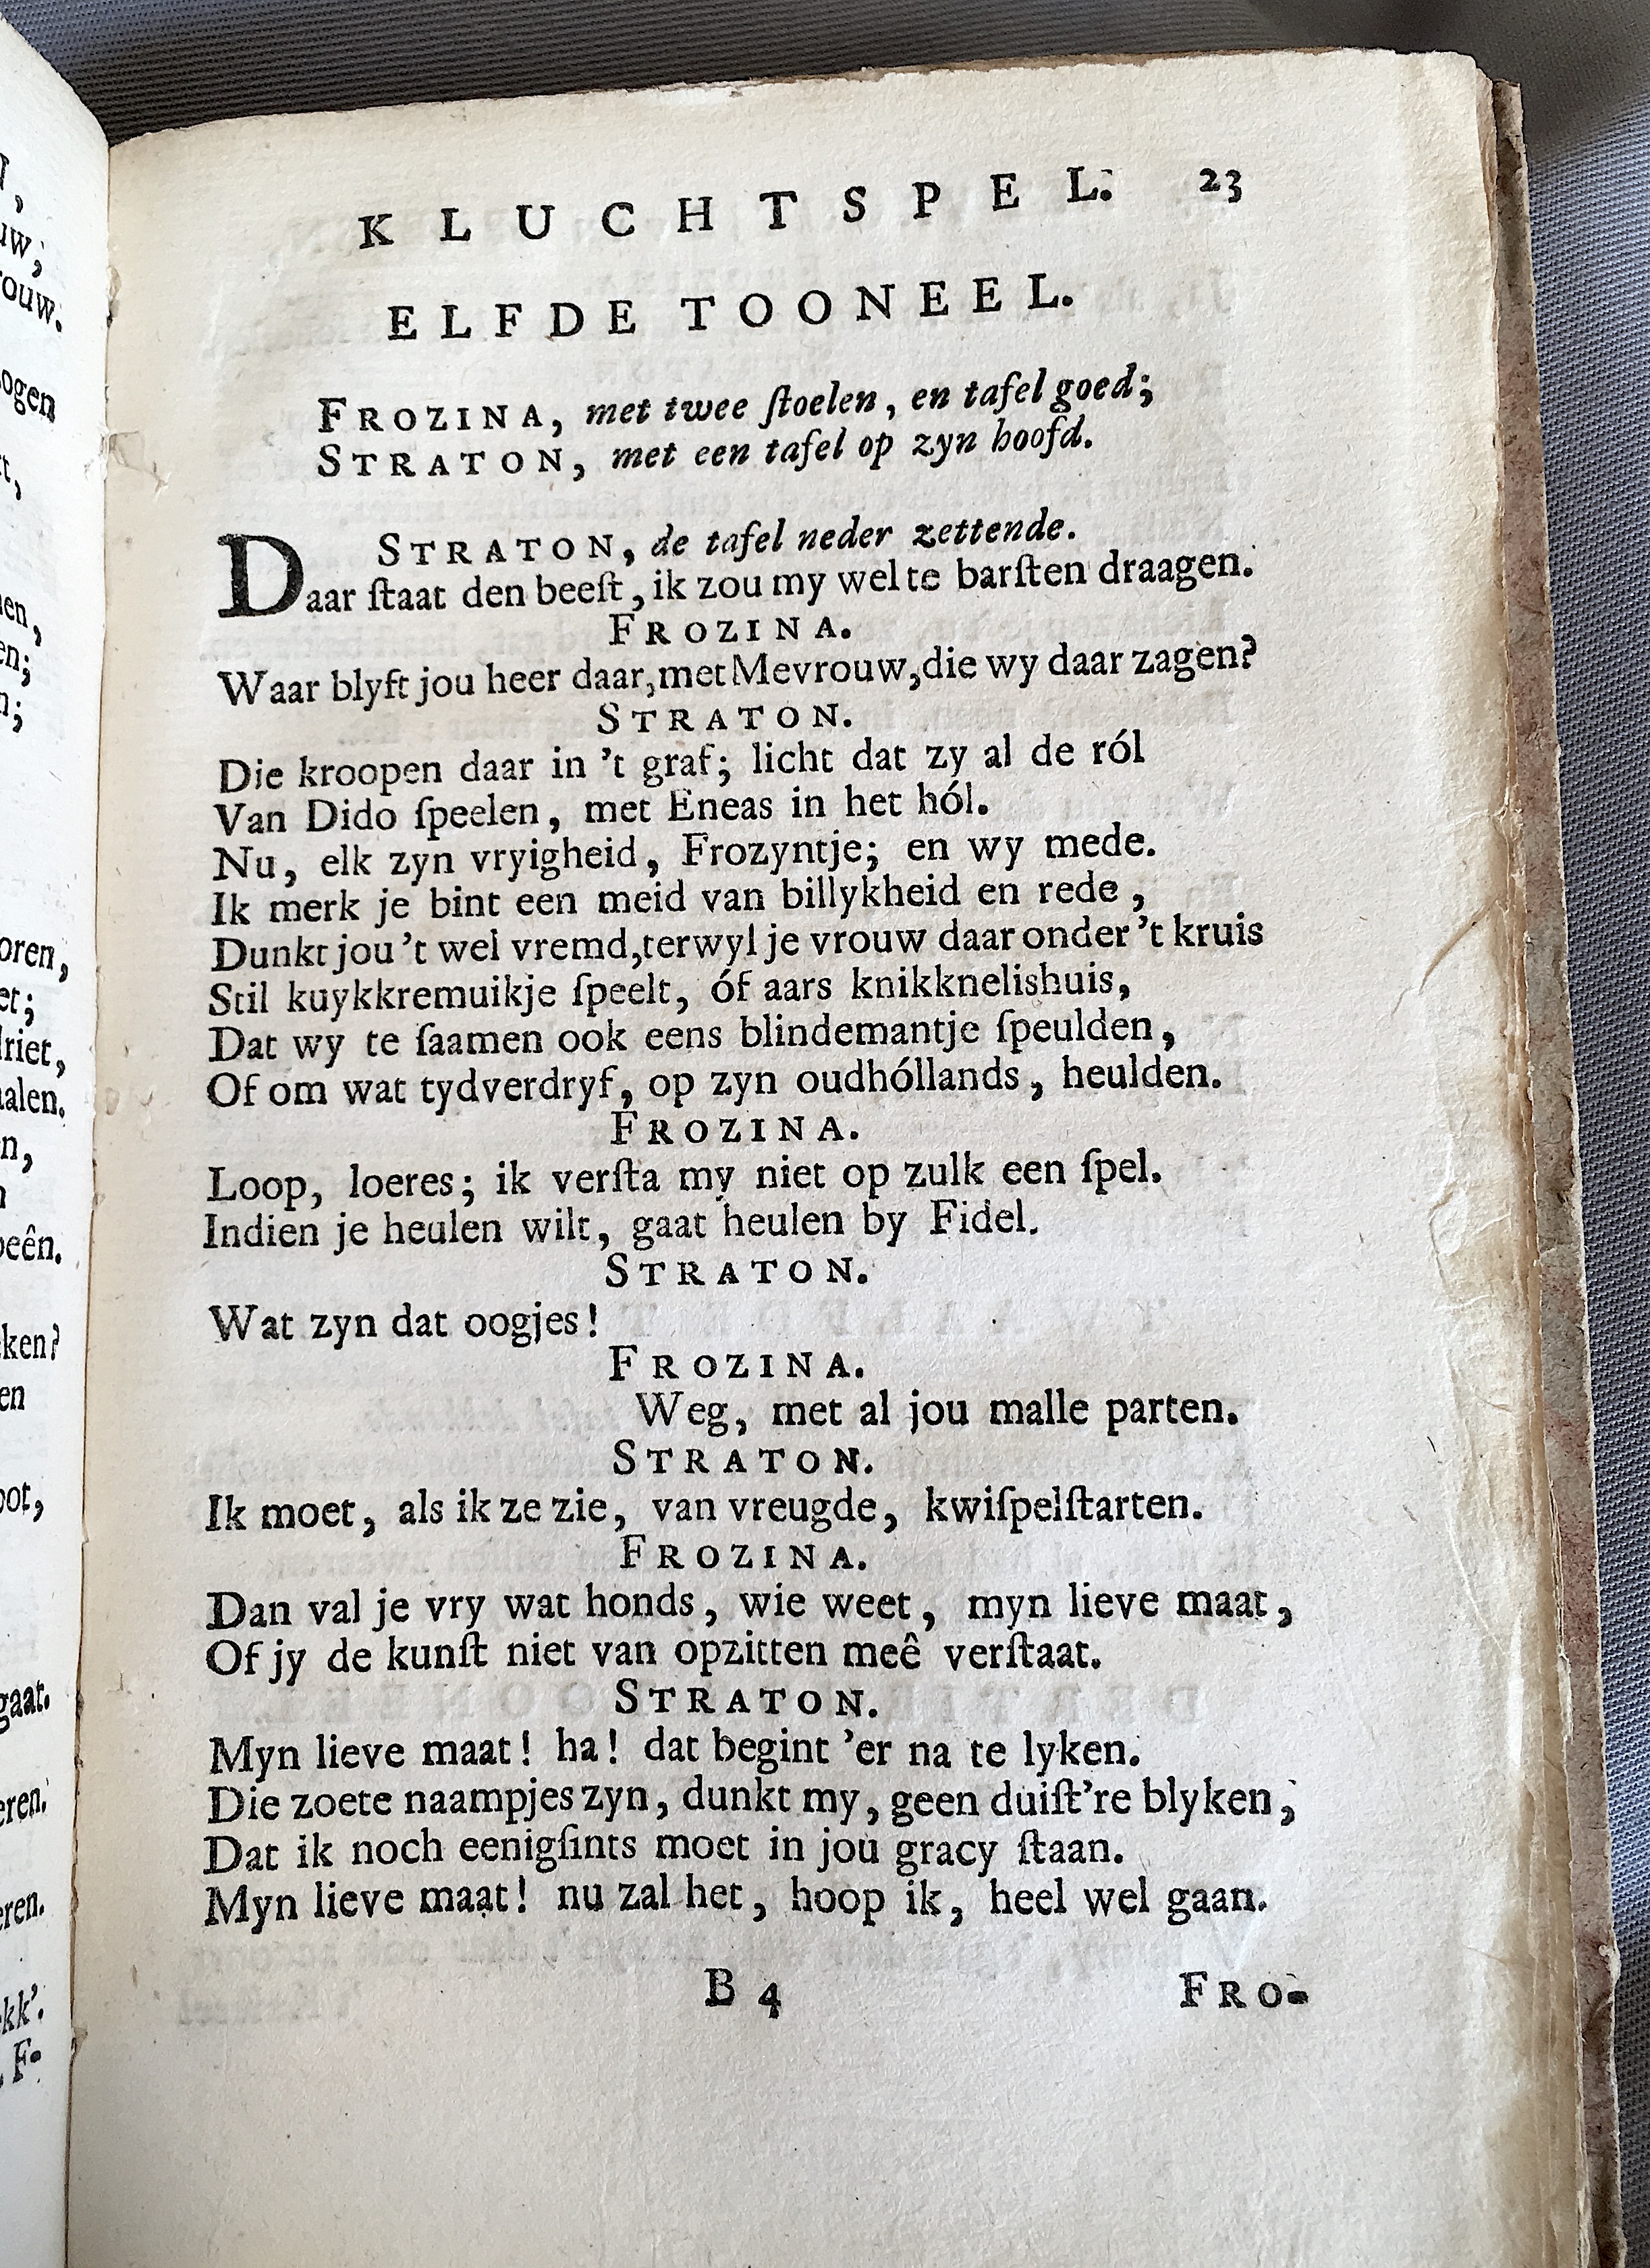 KLUCHTSPEL. 23
ELFDE TOONEEL.
FROZINA, met twee ſtoelen, en tafel goed;
STRATON, met een tafel op zyn hoofd.
STRATON, de tafel neder zettende.
Daar ſtaat den beeſt, ik zou my wel te barſten draagen.
FROZINA.
Waar blyft jou heer daar, met Mevrouw, die wy daar zagen?
STRATON.
Die kroopen daar in 't graf; licht dat zy al de ról
Van Dido ſpeelen, met Eneas in het hól.
Nu, elk zyn vryigheid, Frozyntje; en wy mede.
Ik merk je bint een meid van billykheid en rede,
Dunkt jou 't wel vremd, terwyl je vrouw daar onder 't kruis
Stil kuykkremuikje ſpeelt, óf aars knikknelishuis,
Dat wy te ſaamen ook eens blindemantje ſpeulden,
Of om wat tydverdryf, op zyn oudhóllands, heulden.
FROZINA.
Loop, loeres; ik verſta my niet op zulk een ſpel.
Indien je heulen wilt, gaat heulen by Fidel.
STRATON.
Wat zyn dat oogjes!
FROZINA.
Weg, met al jou malle parten.
STRATON.
Ik moet, als ik ze zie, van vreugde, kwiſpelſtarten.
FROZINA.
Dan val je vry wat honds, wie weet, myn lieve maat,
Of jy de kunſt niet van opzitten meê verſtaat.
STRATON.
Myn lieve maat! ha! dat begint 'er na te lyken.
Die zoete naampjes zyn, dunkt my, geen duiſt're blyken,
Dat ik noch eenigſints moet in jou gracy ſtaan.
Myn lieve maat! nu zal het, hoop ik, heel wel gaan.
B 4 FRO-